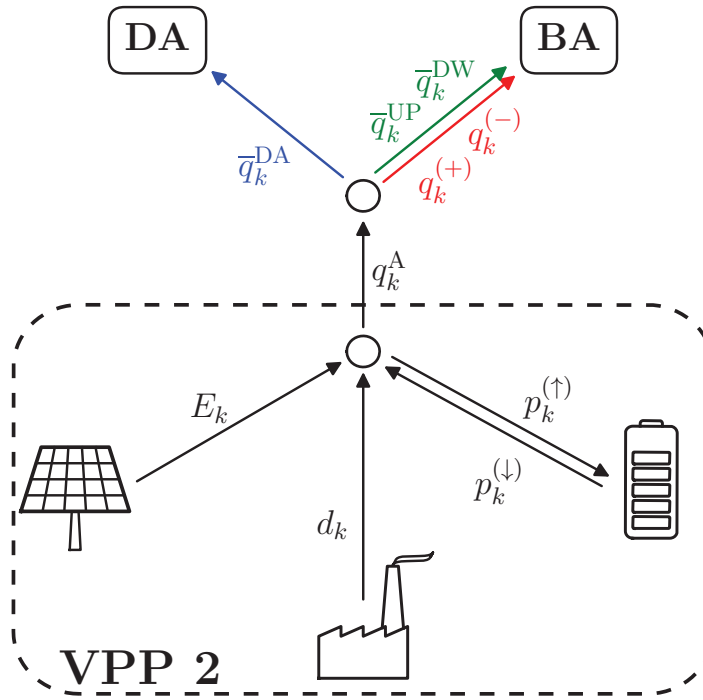 DA
BA
q̅_k^DW
q̅_k^UP
q_k^(−)
q̅_k^DA
q_k^(+)
q_k^A
E_k
p_k^(↑)
p_k^(↓)
d_k
VPP 2